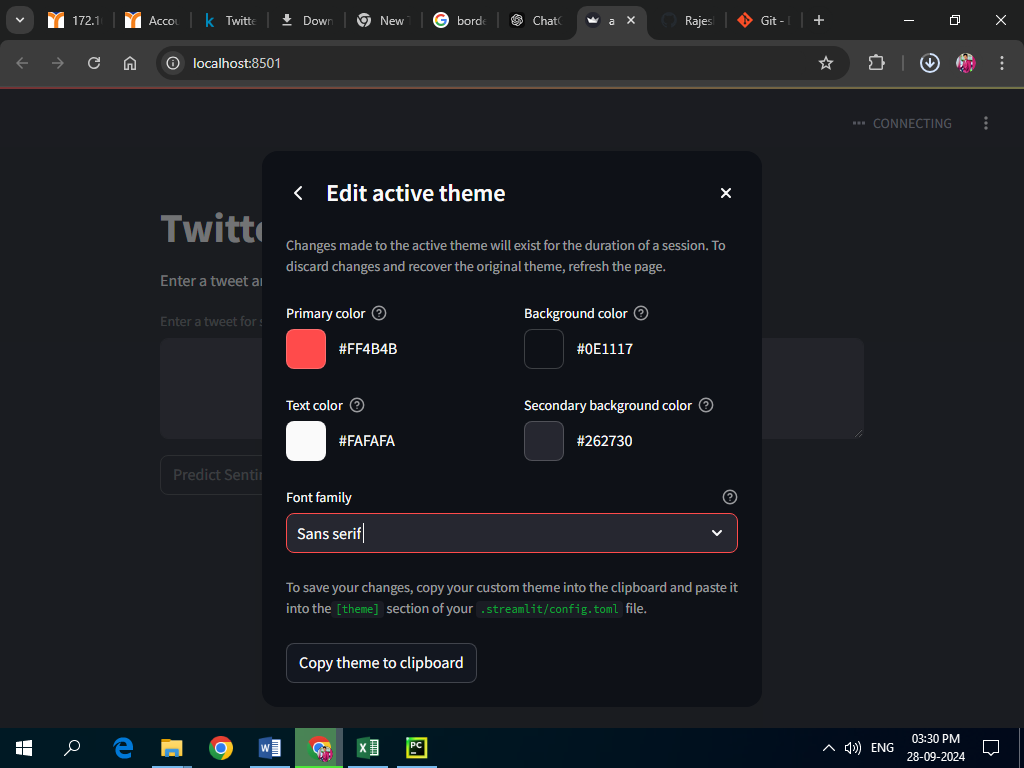 172.1
Accou
Twitte
Down
New
borde
ChatG
a
Rajes
Git -
localhost:8501
CONNECTING
Edit active theme
Twitte
Changes made to the active theme will exist for the duration of a session. To
discard changes and recover the original theme, refresh the page.
Enter a tweet an
Primary color
Background color
Enter a tweet for s
#FF4B4B
#0E1117
Text color
Secondary background color
#FAFAFA
#262730
Predict Senti
Font family
Sans serif
To save your changes, copy your custom theme into the clipboard and paste it
into the [theme] section of your .streamlit/config.toml file.
Copy theme to clipboard
ENG
03:30 PM
28-09-2024